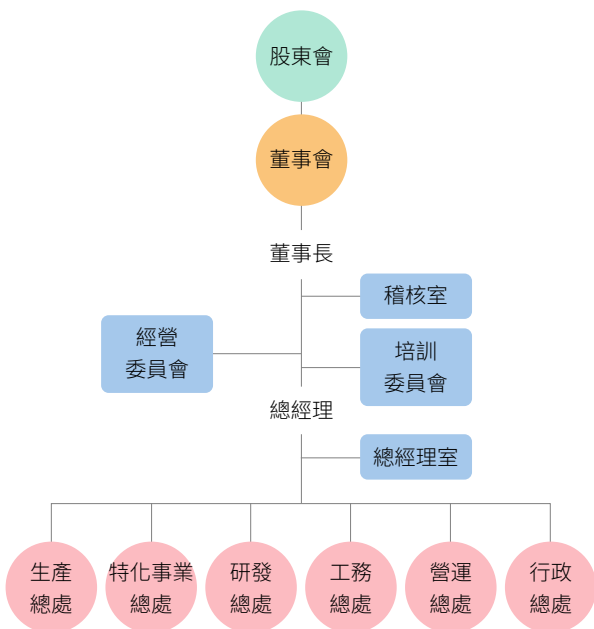 股東會
董事會
董事長
稽核室
經營
委員會
培訓
委員會
總經理
總經理室
生產
總處
特化事業
總處
研發
總處
工務
總處
營運
總處
行政
總處